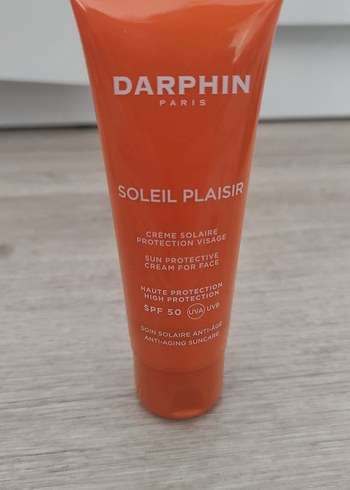 DARPHIN
PARIS
SOLEIL PLAISIR
CRÈME SOLAIRE
PROTECTION VISAGE
SUN PROTECTIVE
CREAM FOR FACE
HAUTE PROTECTION
HIGH PROTECTION
SPF 50 UVA UVB
SOIN SOLAIRE ANTI-ÂGE
ANTI-AGING SUNCARE